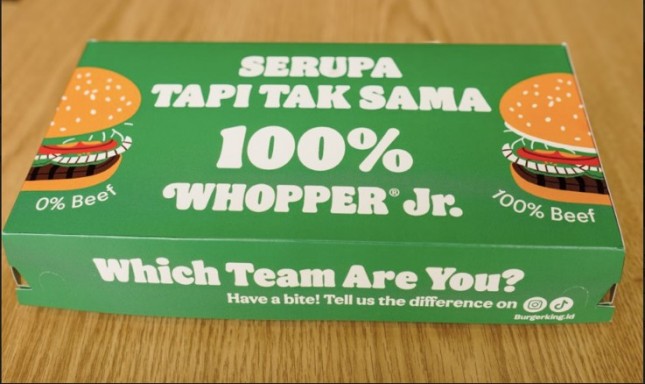 SERUPA
TAPI TAK SAMA
100%
WHOPPER® Jr.
0% Beef
100% Beef
Which Team Are You?
Have a bite! Tell us the difference on
Burgerking.id